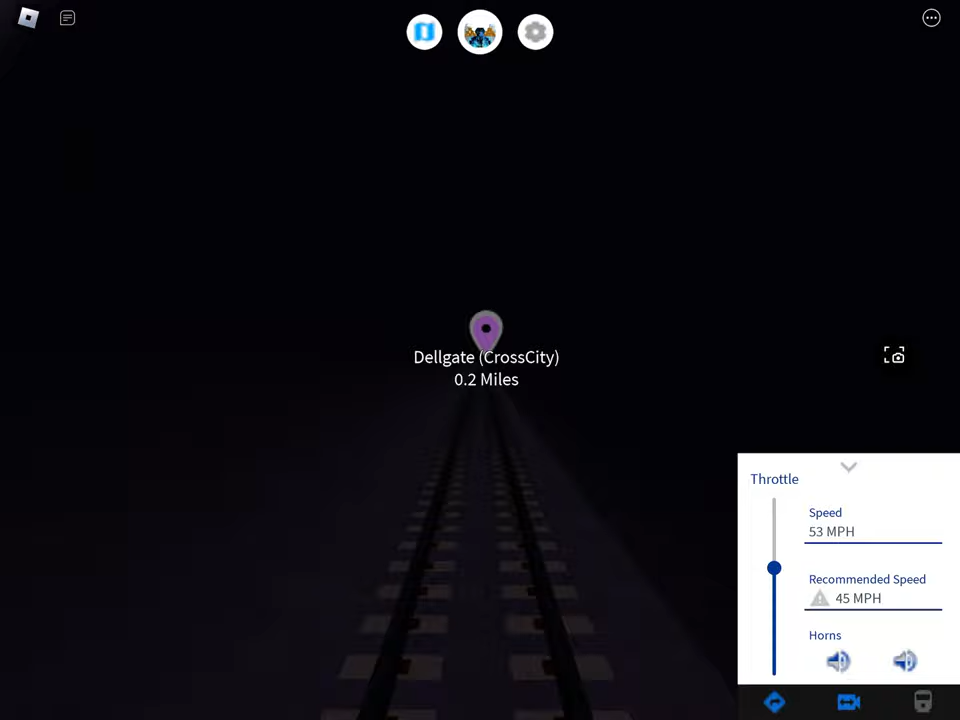 Dellgate (CrossCity)
0.2 Miles
Throttle
Speed
53 MPH
Recommended Speed
45 MPH
Horns